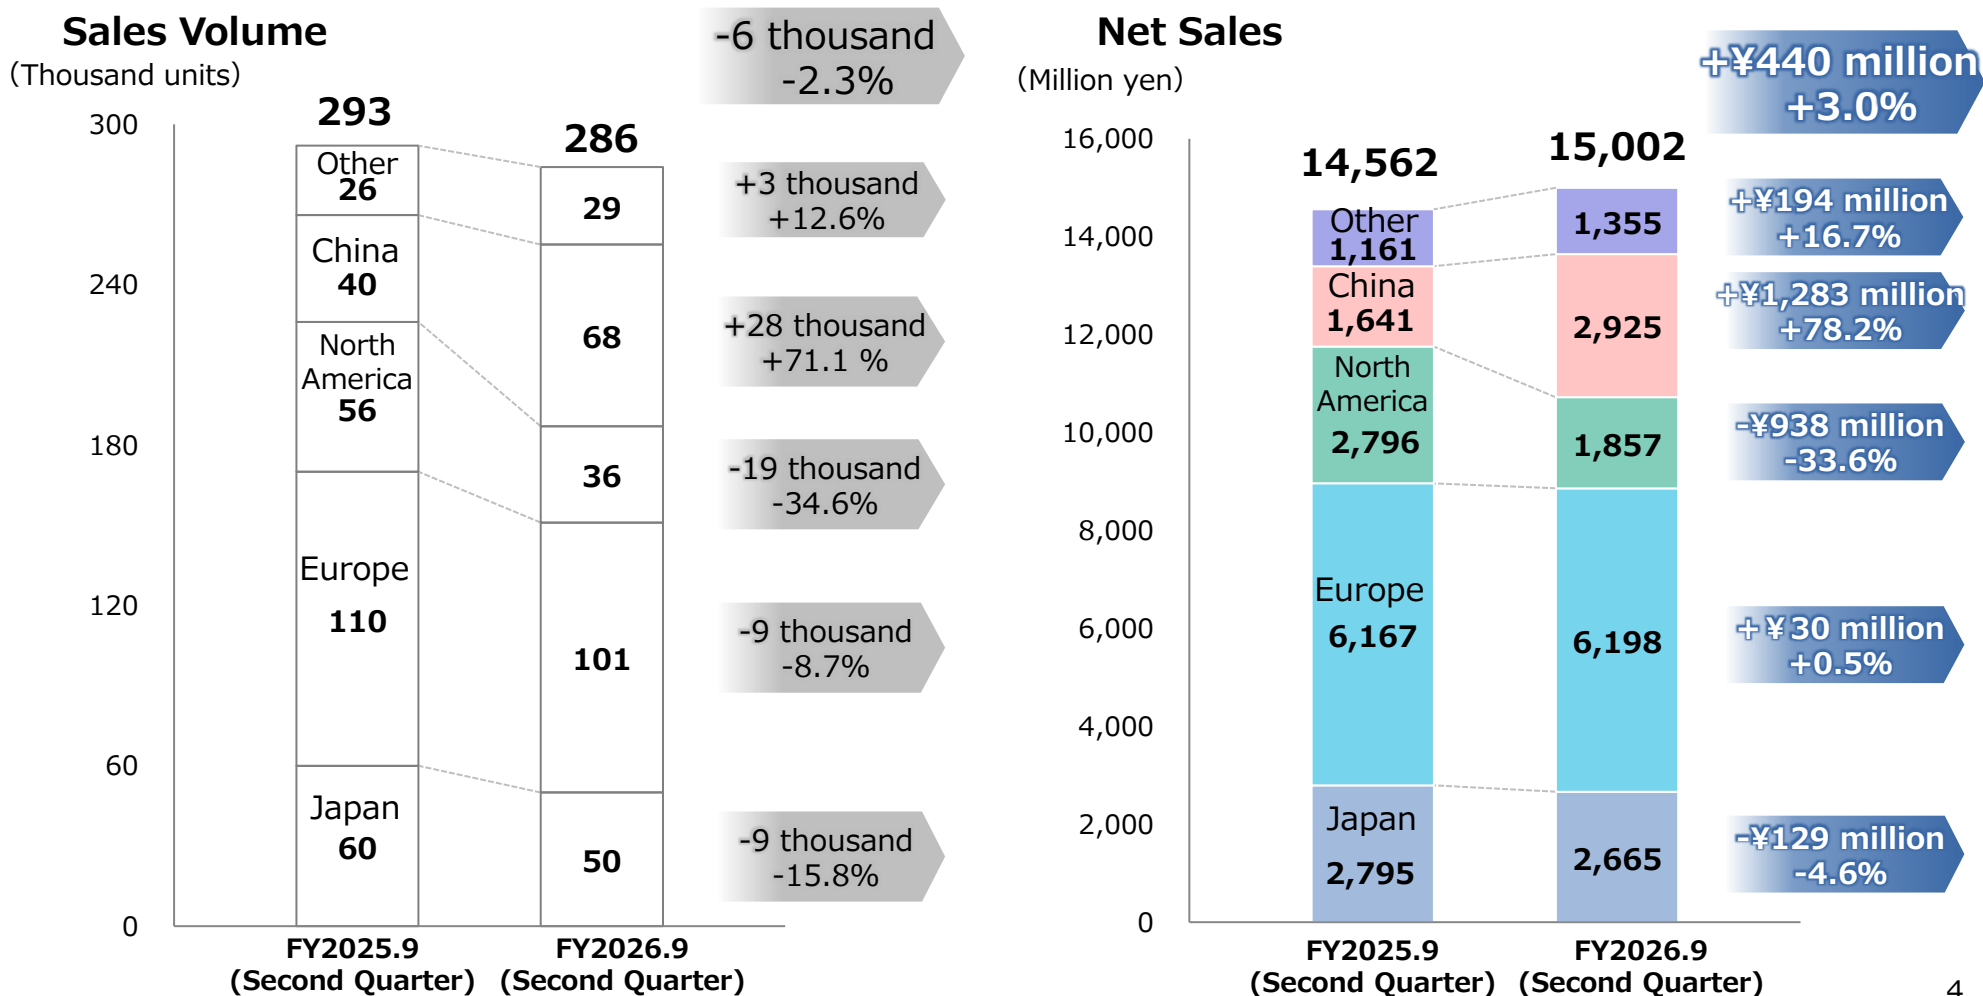 Sales Volume
(Thousand units)
-6 thousand
-2.3%
300
240
180
120
60
0
293
Other
26
China
40
North
America
56
Europe
110
Japan
60
286
29
68
36
101
50
+3 thousand
+12.6%
+28 thousand
+71.1 %
-19 thousand
-34.6%
-9 thousand
-8.7%
-9 thousand
-15.8%
FY2025.9
(Second Quarter)
FY2026.9
(Second Quarter)
Net Sales
(Million yen)
+¥440 million
+3.0%
16,000
14,000
12,000
10,000
8,000
6,000
4,000
2,000
0
14,562
Other
1,161
China
1,641
North
America
2,796
Europe
6,167
Japan
2,795
15,002
1,355
2,925
1,857
6,198
2,665
+¥194 million
+16.7%
+¥1,283 million
+78.2%
-¥938 million
-33.6%
+¥30 million
+0.5%
-¥129 million
-4.6%
FY2025.9
(Second Quarter)
FY2026.9
(Second Quarter)
4